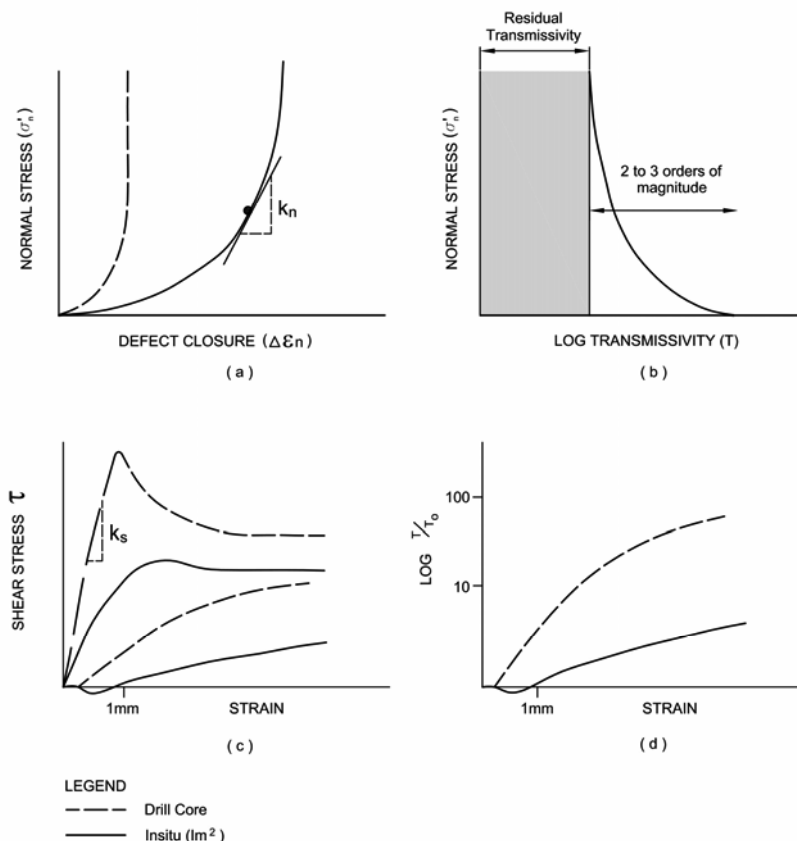 Residual
Transmissivity
NORMAL STRESS (σ'n)
kn
DEFECT CLOSURE (Δεn)
( a )
NORMAL STRESS (σ'n)
2 to 3 orders of
magnitude
LOG TRANSMISSIVITY (T)
( b )
SHEAR STRESS τ
ks
1mm
STRAIN
( c )
LOG T/To
100
10
1mm
STRAIN
( d )
LEGEND
Drill Core
Insitu (Im²)